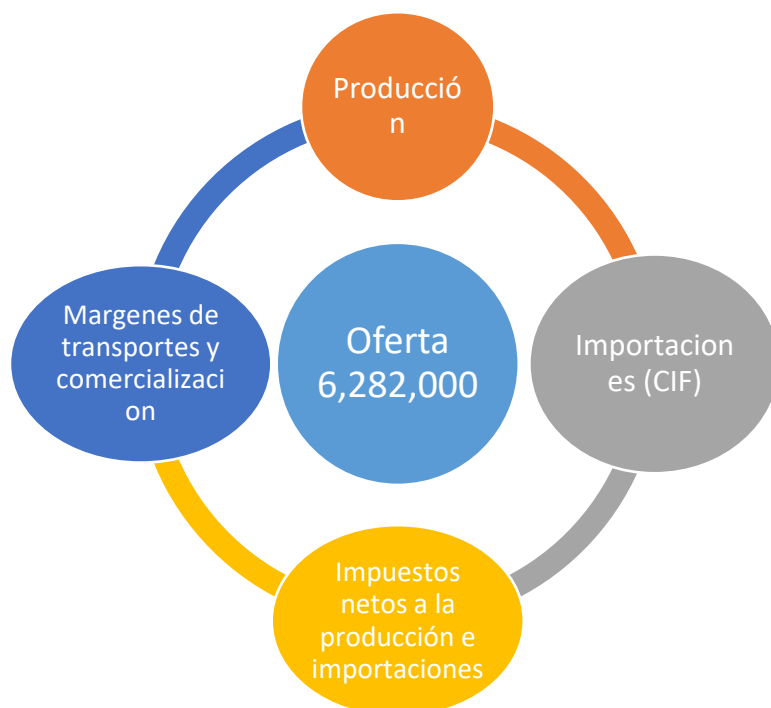 Producció
n
Margenes de
transportes y
comercializaci
on
Oferta
6,282,000
Importacion
es (CIF)
Impuestos
netos a la
producción e
importaciones